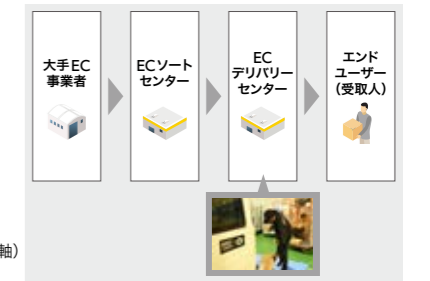 大手EC
事業者
ECソート
センター
EC
デリバリー
センター
エンド
ユーザー
(受取人)
軸)